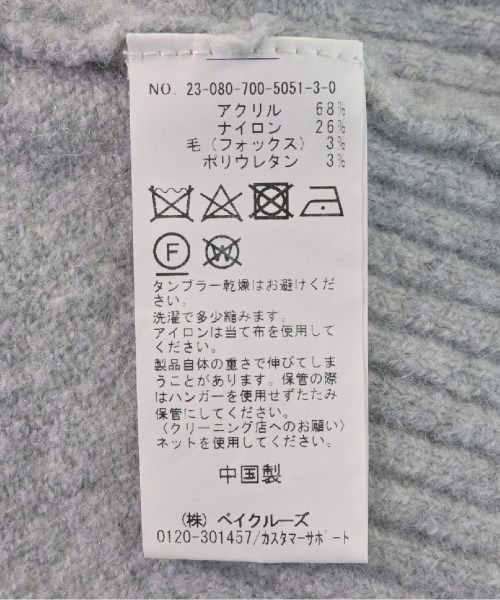 NO. 23-080-700-5051-3-0
アクリル 68%
ナイロン 26%
毛(フォックス) 3%
ポリウレタン 3%
F
W
タンブラー乾燥はお避けくだ
さい。
洗濯で多少縮みます。
アイロンは当て布を使用して
ください。
製品自体の重さで伸びてしま
うことがあります。保管の際
はハンガーを使用せずたたみ
保管にしてください。
〈クリーニング店へのお願い〉
ネットを使用してください。
中国製
(株) ベイクルーズ
0120-301457/カスタマーサポート